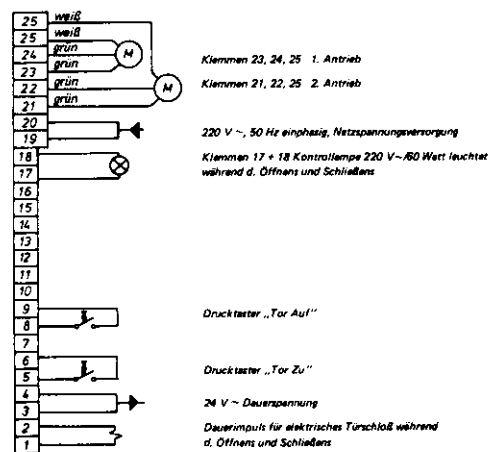 25 weiß
25 weiß
24 grün M
23 grün
22 grün M
21 grün
Klemmen 23, 24, 25 1. Antrieb
Klemmen 21, 22, 25 2. Antrieb
20
19
220 V ~, 50 Hz einphasig, Netzspannungsversorgung
18
17
Klemmen 17 + 18 Kontrollampe 220 V~/60 Watt leuchtet
während d. Öffnens und Schließens
16
15
14
13
12
11
10
9
8
Drucktaster „Tor Auf"
7
6
5
Drucktaster „Tor Zu"
4
3
24 V ~ Dauerspannung
2
1
Dauerimpuls für elektrisches Türschloß während
d. Öffnens und Schließens